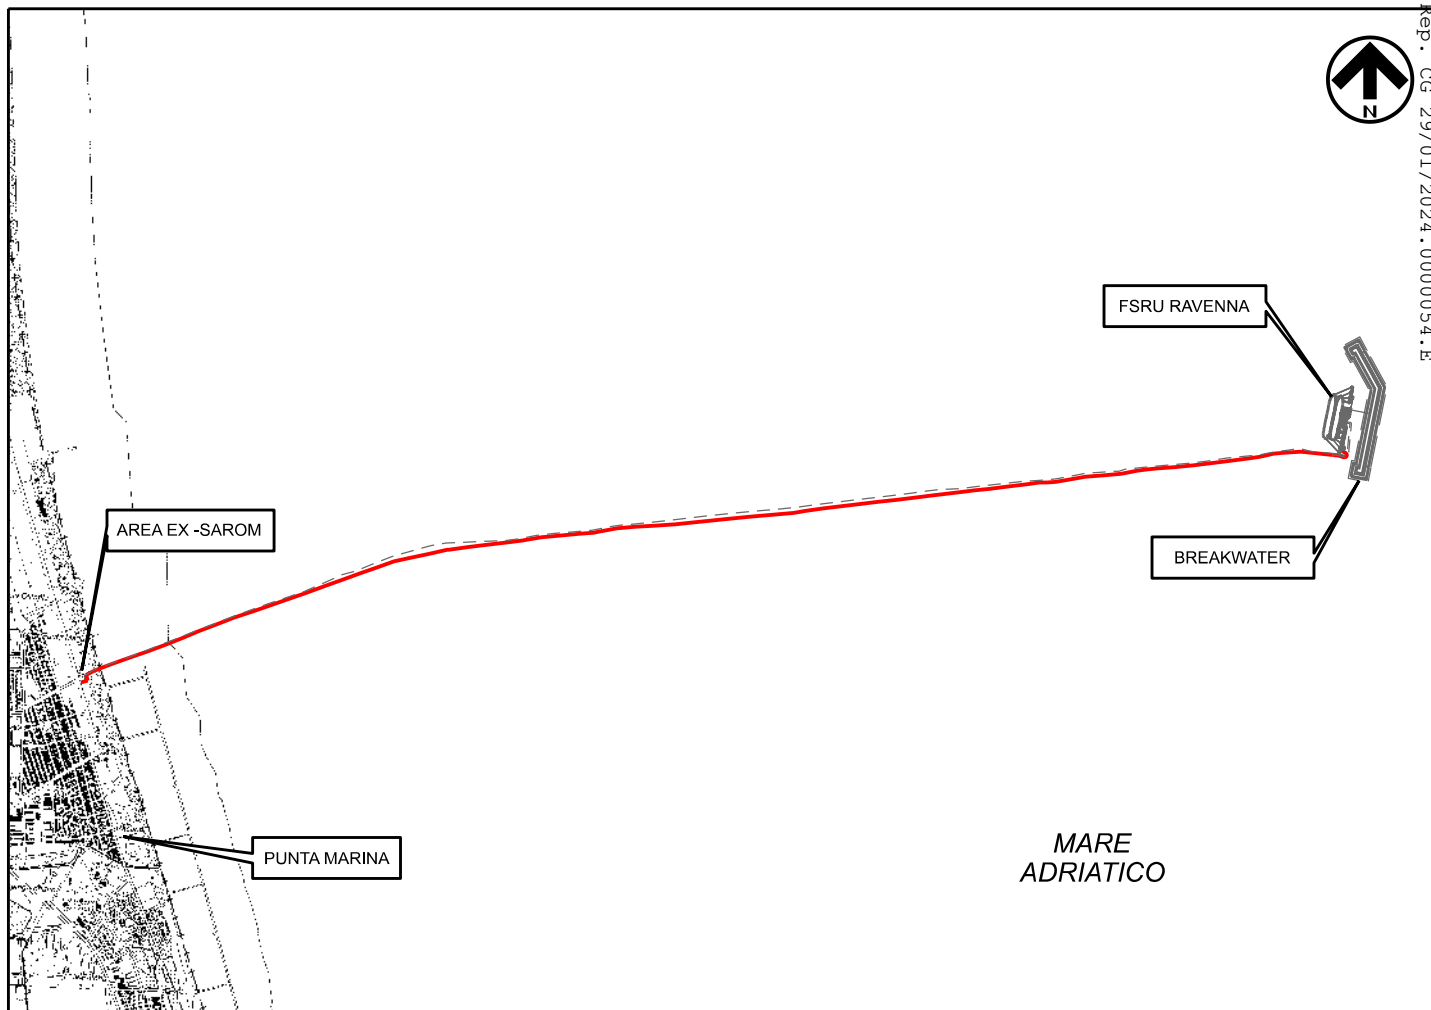 Rep. CG 29/01/2024.0000054.E
N
FSRU RAVENNA
AREA EX -SAROM
BREAKWATER
PUNTA MARINA
MARE
ADRIATICO